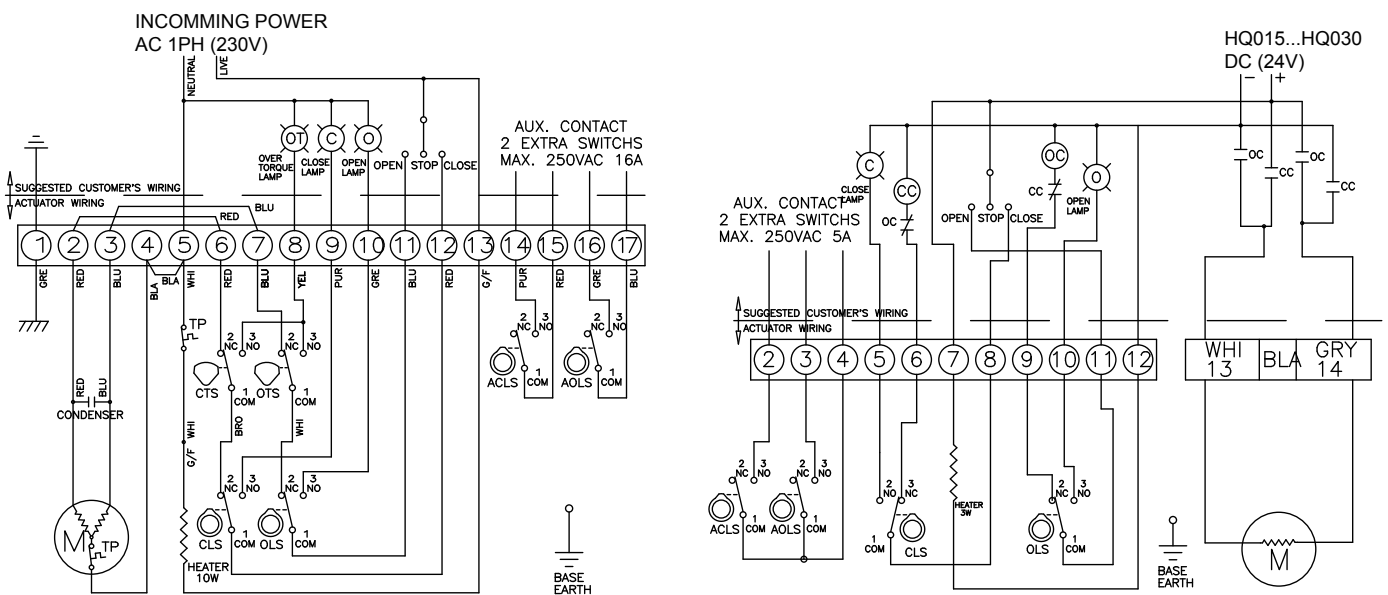 INCOMMING POWER
AC 1PH (230V)
NEUTRAL
LIVE
OT
C
O
OVER
TORQUE
LAMP
CLOSE
LAMP
OPEN
LAMP
OPEN
STOP
CLOSE
AUX. CONTACT
2 EXTRA SWITCHS
MAX. 250VAC 16A
SUGGESTED CUSTOMER'S WIRING
ACTUATOR WIRING
RED
BLU
1 2 3 4 5 6 7 8 9 10 11 12 13 14 15 16 17
GRE RED BLU BLA BLA WHI RED BLU YEL PUR GRE BLU RED G/F PUR RED GRE BLU
TP
2 NC
3 NO
2 NC
3 NO
2 NC
3 NO
2 NC
3 NO
CTS
1 COM
OTS
1 COM
ACLS
1 COM
AOLS
1 COM
RED
BLU
CONDENSER
WHI
G/F
BRO
WHI
2 NC
3 NO
2 NC
3 NO
M
TP
HEATER
10W
CLS
1 COM
OLS
1 COM
BASE
EARTH
HQ015...HQ030
DC (24V)
− +
C
CLOSE
LAMP
CC
OC
OPEN
STOP
CLOSE
OC
CC
O
OPEN
LAMP
OC
CC
OC
CC
AUX. CONTACT
2 EXTRA SWITCHS
MAX. 250VAC 5A
SUGGESTED CUSTOMER'S WIRING
ACTUATOR WIRING
2 3 4 5 6 7 8 9 10 11 12
WHI
13
BLA
GRY
14
2 NC
3 NO
2 NC
3 NO
2 NO
3 NC
2 NC
3 NO
ACLS
1 COM
AOLS
1 COM
1 COM
CLS
HEATER
3W
OLS
1 COM
BASE
EARTH
M